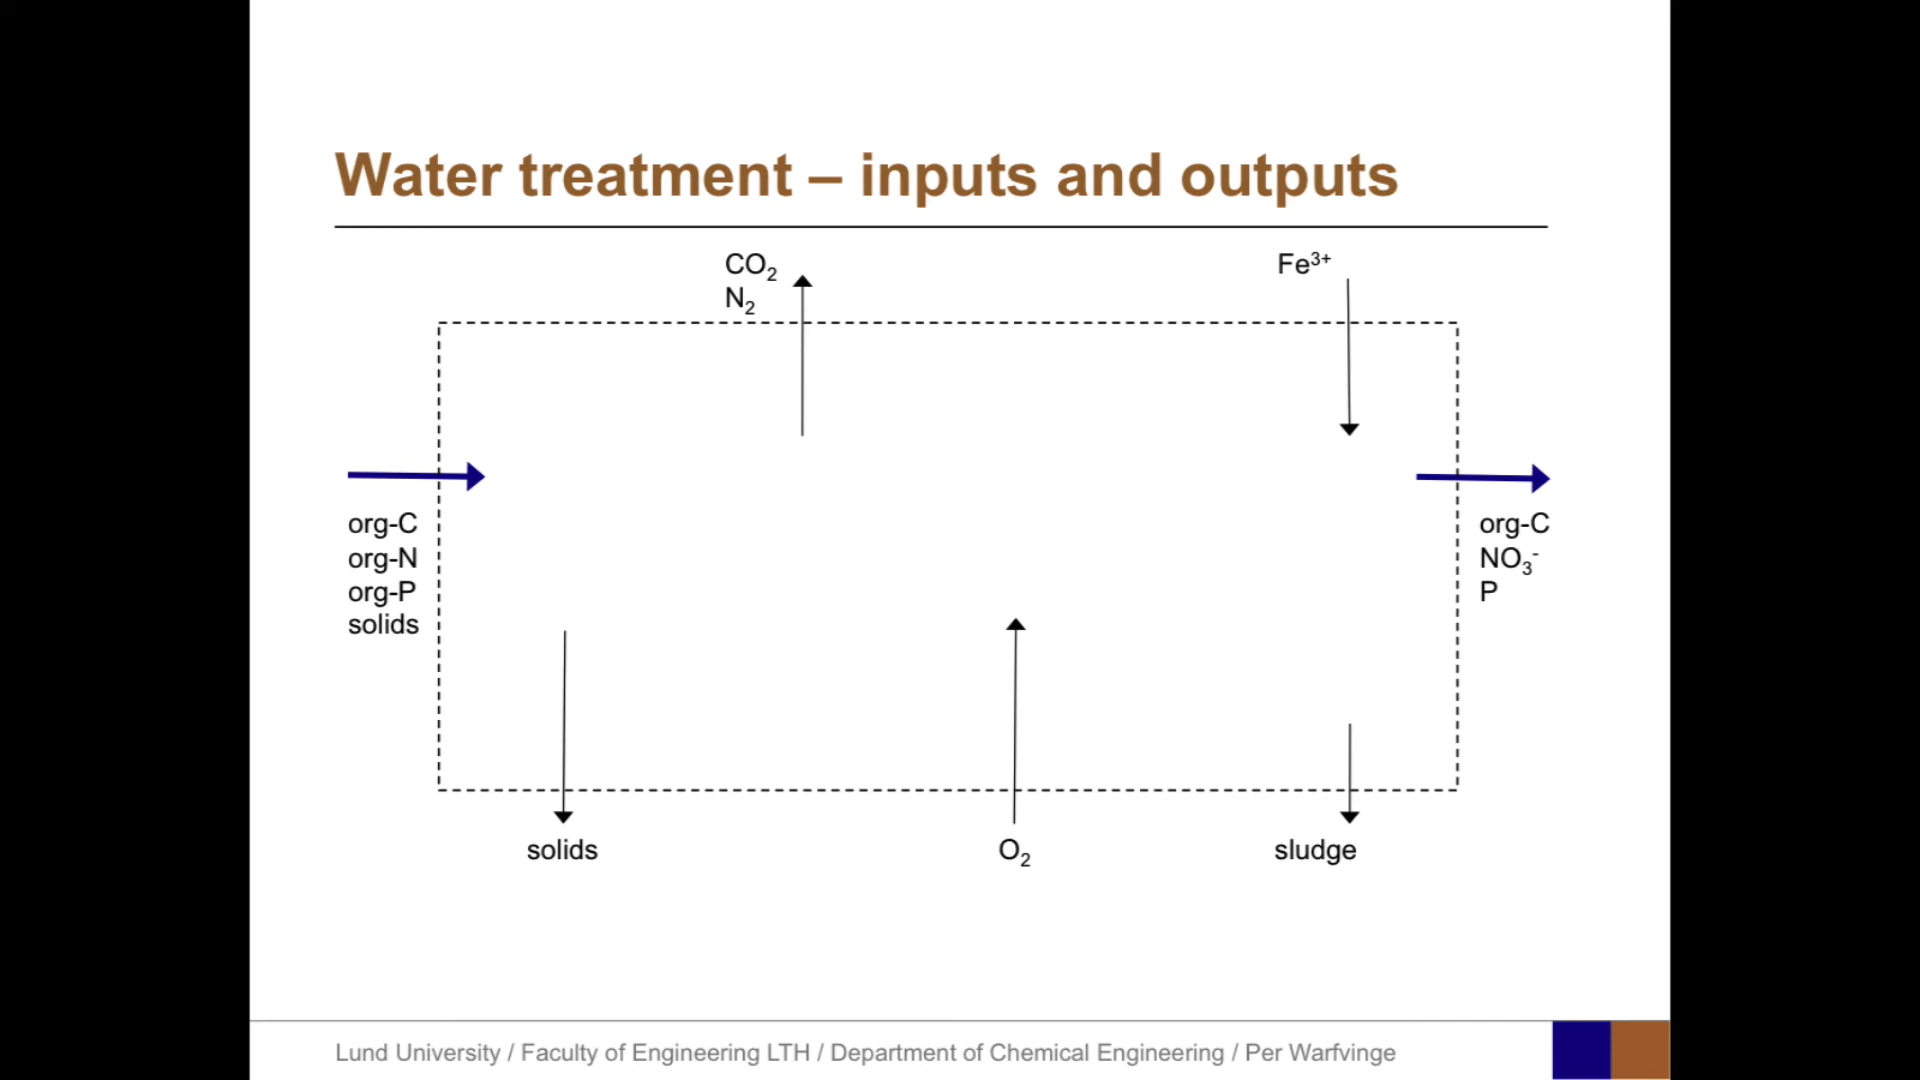 Water treatment – inputs and outputs
CO₂
N₂
Fe³⁺
org-C
org-N
org-P
solids
org-C
NO₃⁻
P
solids
O₂
sludge
Lund University / Faculty of Engineering LTH / Department of Chemical Engineering / Per Warfvinge